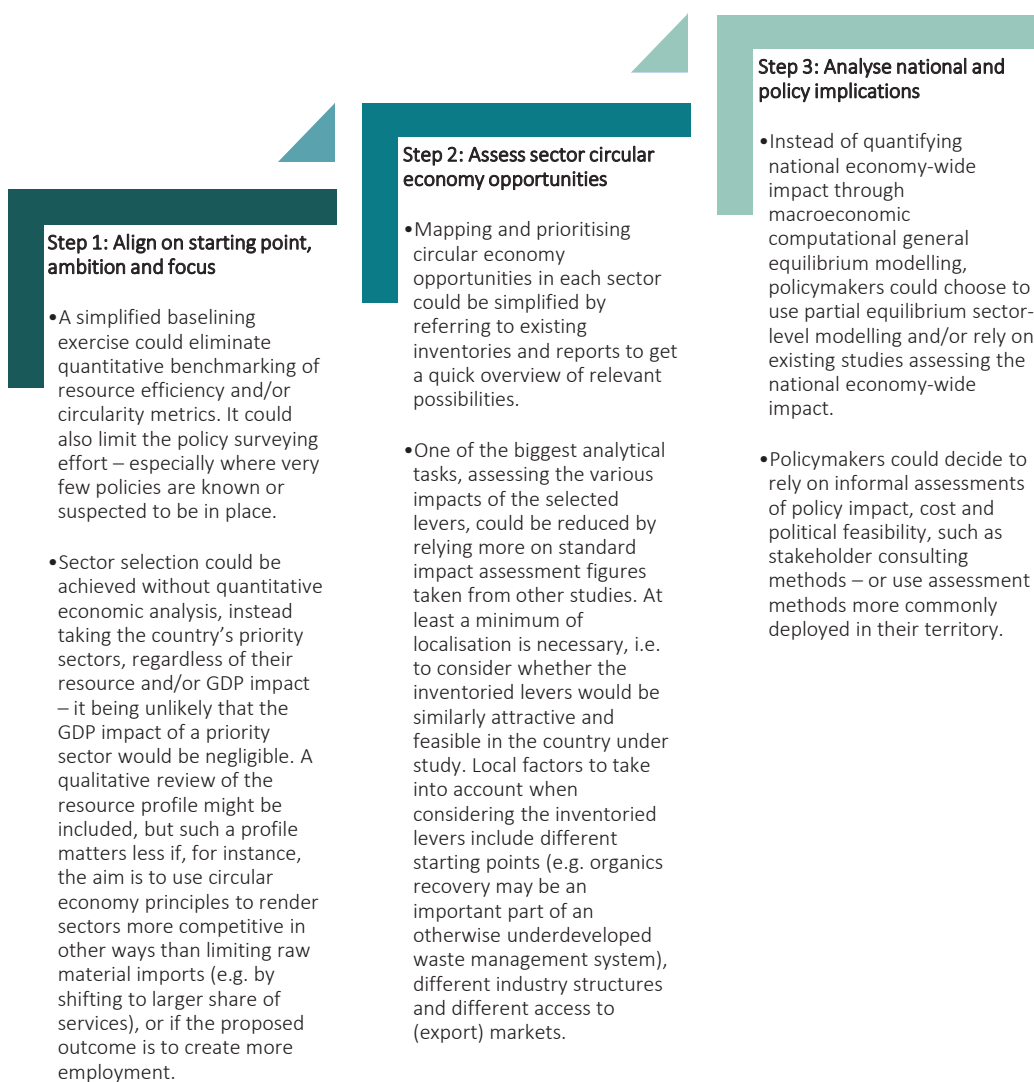 Step 1: Align on starting point,
ambition and focus
•A simplified baselining
exercise could eliminate
quantitative benchmarking of
resource efficiency and/or
circularity metrics. It could
also limit the policy surveying
effort – especially where very
few policies are known or
suspected to be in place.
•Sector selection could be
achieved without quantitative
economic analysis, instead
taking the country’s priority
sectors, regardless of their
resource and/or GDP impact
– it being unlikely that the
GDP impact of a priority
sector would be negligible. A
qualitative review of the
resource profile might be
included, but such a profile
matters less if, for instance,
the aim is to use circular
economy principles to render
sectors more competitive in
other ways than limiting raw
material imports (e.g. by
shifting to larger share of
services), or if the proposed
outcome is to create more
employment.
Step 2: Assess sector circular
economy opportunities
•Mapping and prioritising
circular economy
opportunities in each sector
could be simplified by
referring to existing
inventories and reports to get
a quick overview of relevant
possibilities.
•One of the biggest analytical
tasks, assessing the various
impacts of the selected
levers, could be reduced by
relying more on standard
impact assessment figures
taken from other studies. At
least a minimum of
localisation is necessary, i.e.
to consider whether the
inventoried levers would be
similarly attractive and
feasible in the country under
study. Local factors to take
into account when
considering the inventoried
levers include different
starting points (e.g. organics
recovery may be an
important part of an
otherwise underdeveloped
waste management system),
different industry structures
and different access to
(export) markets.
Step 3: Analyse national and
policy implications
•Instead of quantifying
national economy-wide
impact through
macroeconomic
computational general
equilibrium modelling,
policymakers could choose to
use partial equilibrium sector-
level modelling and/or rely on
existing studies assessing the
national economy-wide
impact.
•Policymakers could decide to
rely on informal assessments
of policy impact, cost and
political feasibility, such as
stakeholder consulting
methods – or use assessment
methods more commonly
deployed in their territory.